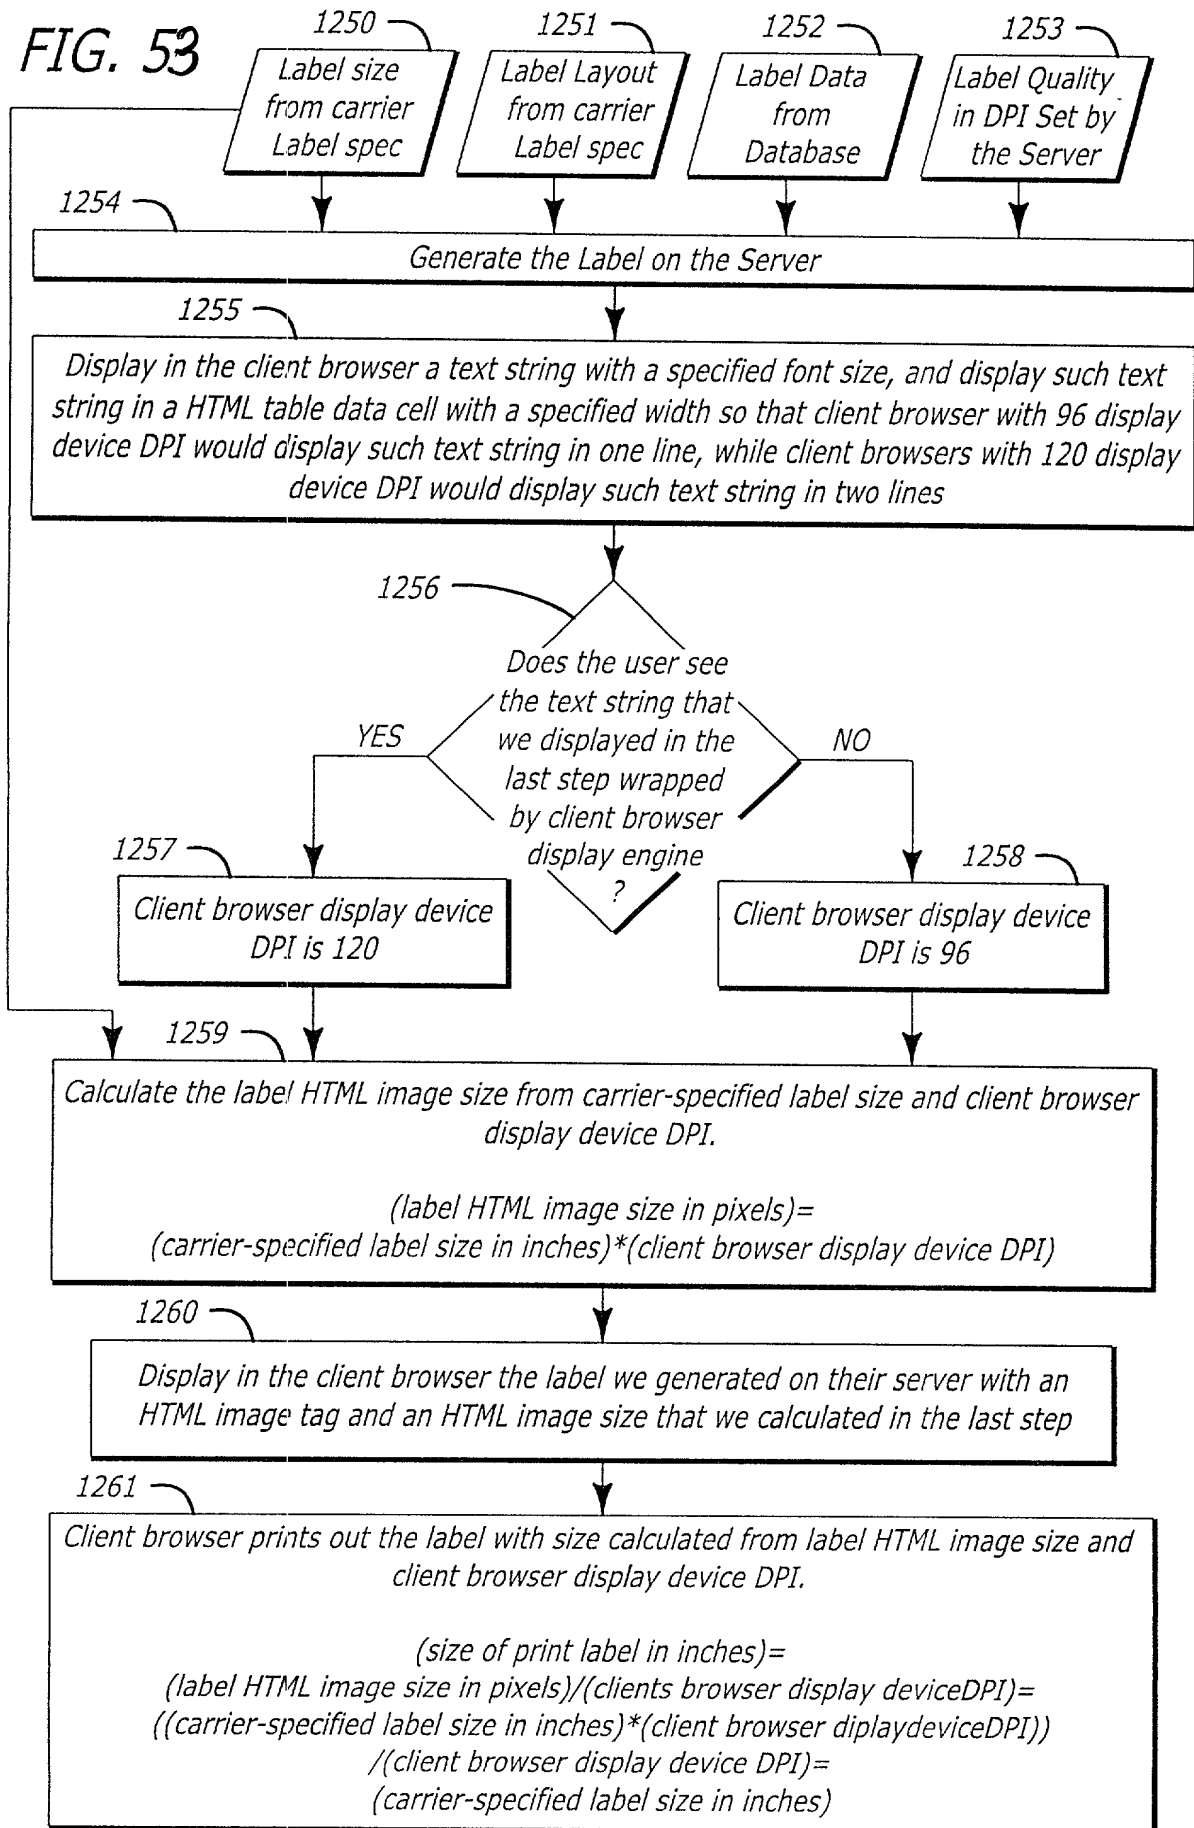 FIG. 53
1250
1251
1252
1253
Label size
from carrier
Label spec
Label Layout
from carrier
Label spec
Label Data
from
Database
Label Quality
in DPI Set by
the Server
1254
Generate the Label on the Server
1255
Display in the client browser a text string with a specified font size, and display such text
string in a HTML table data cell with a specified width so that client browser with 96 display
device DPI would display such text string in one line, while client browsers with 120 display
device DPI would display such text string in two lines
1256
Does the user see
the text string that
we displayed in the
last step wrapped
by client browser
display engine
?
YES
NO
1257
Client browser display device
DPI is 120
1258
Client browser display device
DPI is 96
1259
Calculate the label HTML image size from carrier-specified label size and client browser
display device DPI.
(label HTML image size in pixels)=
(carrier-specified label size in inches)*(client browser display device DPI)
1260
Display in the client browser the label we generated on their server with an
HTML image tag and an HTML image size that we calculated in the last step
1261
Client browser prints out the label with size calculated from label HTML image size and
client browser display device DPI.
(size of print label in inches)=
(label HTML image size in pixels)/(clients browser display deviceDPI)=
((carrier-specified label size in inches)*(client browser diplaydeviceDPI))
/(client browser display device DPI)=
(carrier-specified label size in inches)